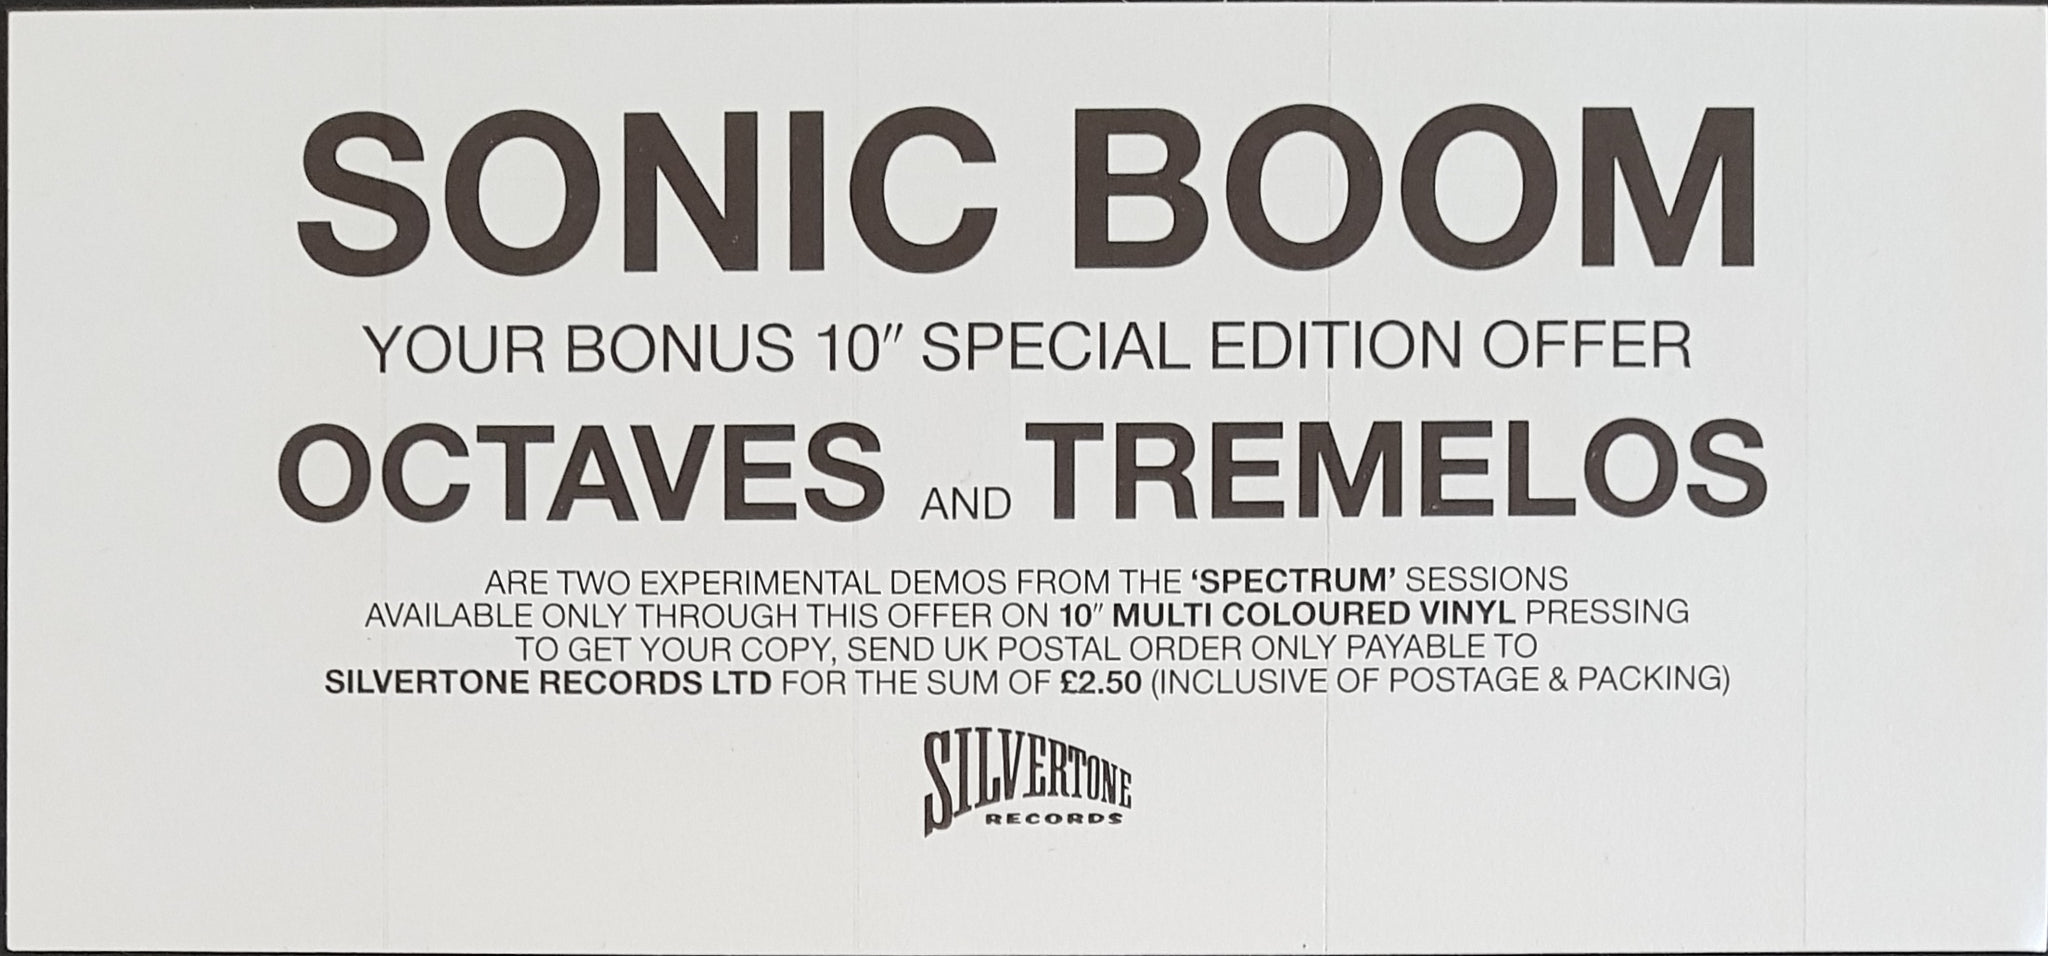 SONIC BOOM
YOUR BONUS 10″ SPECIAL EDITION OFFER
OCTAVES AND TREMELOS
ARE TWO EXPERIMENTAL DEMOS FROM THE ‘SPECTRUM’ SESSIONS
AVAILABLE ONLY THROUGH THIS OFFER ON 10″ MULTI COLOURED VINYL PRESSING
TO GET YOUR COPY, SEND UK POSTAL ORDER ONLY PAYABLE TO
SILVERTONE RECORDS LTD FOR THE SUM OF £2.50 (INCLUSIVE OF POSTAGE & PACKING)
SILVERTONE
RECORDS